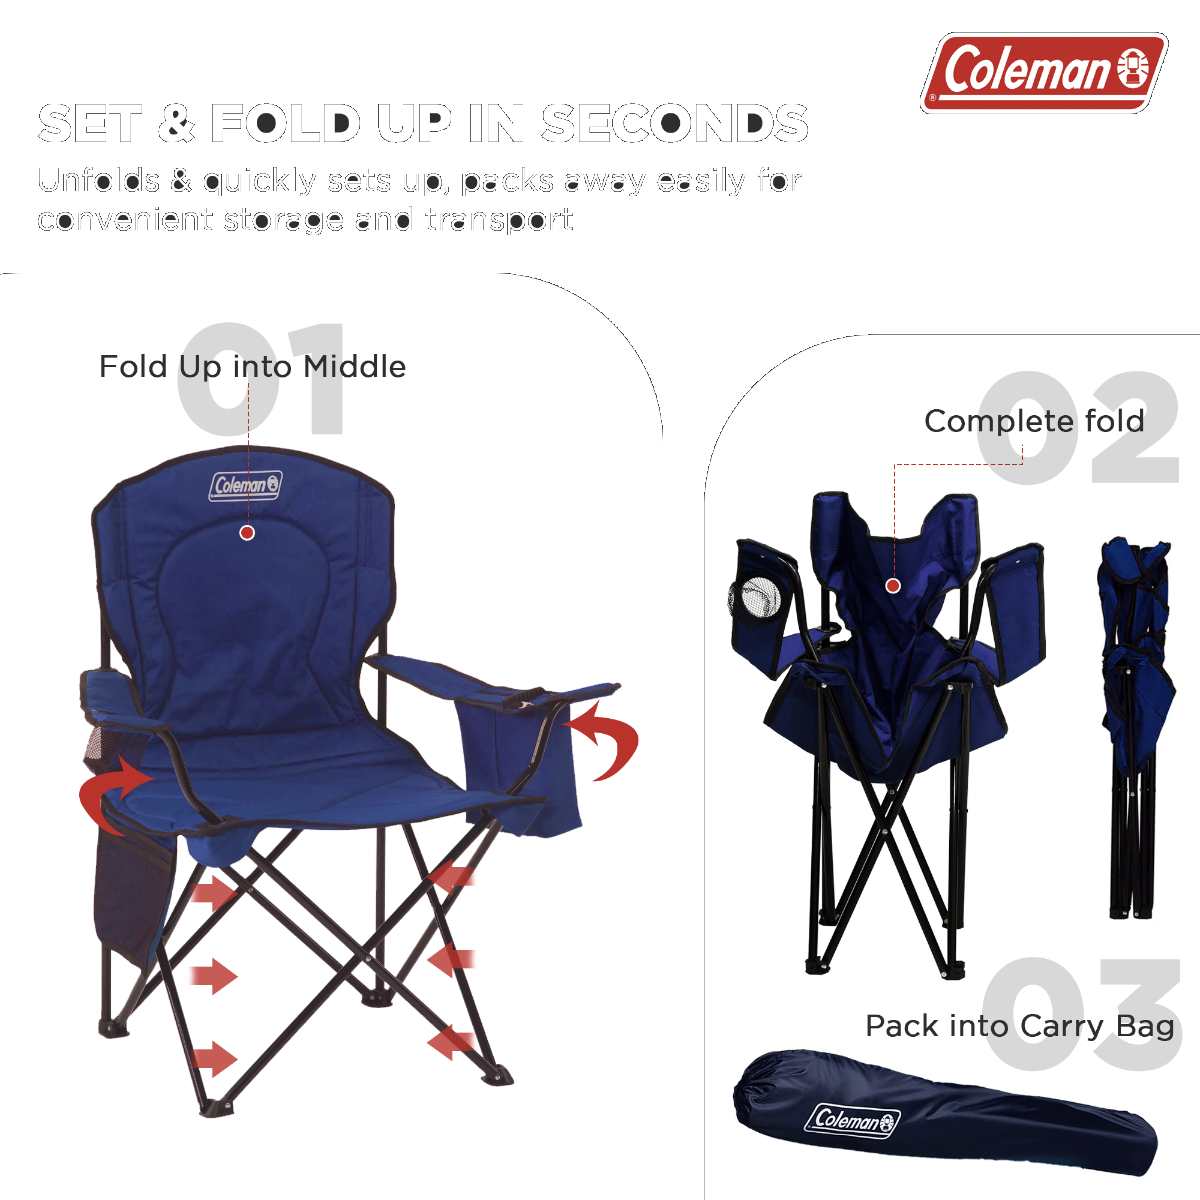 Coleman
SET & FOLD UP IN SECONDS
Unfolds & quickly sets up, packs away easily for
convenient storage and transport
01
Fold Up into Middle
Coleman
02
Complete fold
03
Pack into Carry Bag
Coleman